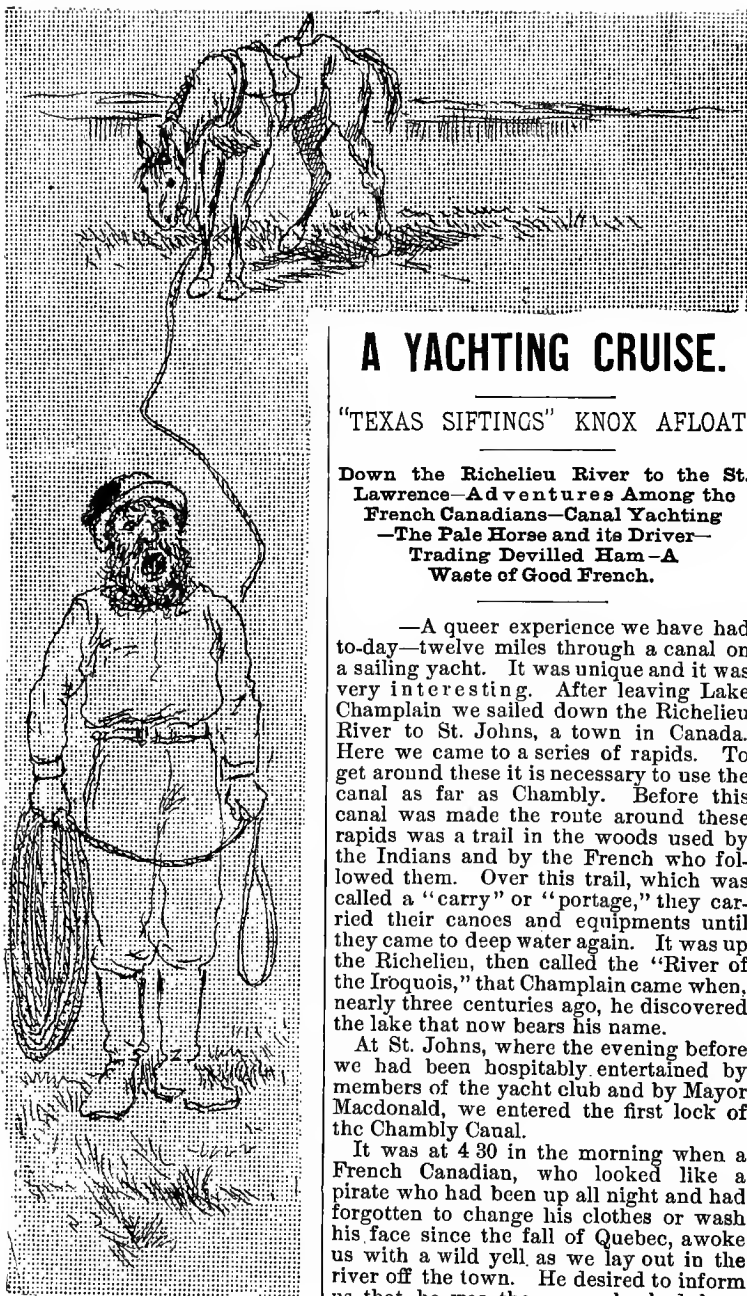 A YACHTING CRUISE.
"TEXAS SIFTINGS" KNOX AFLOAT
Down the Richelieu River to the St.
Lawrence—Adventures Among the
French Canadians—Canal Yachting
—The Pale Horse and its Driver—
Trading Devilled Ham—A
Waste of Good French.
—A queer experience we have had
to-day—twelve miles through a canal on
a sailing yacht. It was unique and it was
very interesting. After leaving Lake
Champlain we sailed down the Richelieu
River to St. Johns, a town in Canada.
Here we came to a series of rapids. To
get around these it is necessary to use the
canal as far as Chambly. Before this
canal was made the route around these
rapids was a trail in the woods used by
the Indians and by the French who fol-
lowed them. Over this trail, which was
called a "carry" or "portage," they car-
ried their canoes and equipments until
they came to deep water again. It was up
the Richelieu, then called the "River of
the Iroquois," that Champlain came when,
nearly three centuries ago, he discovered
the lake that now bears his name.
At St. Johns, where the evening before
we had been hospitably entertained by
members of the yacht club and by Mayor
Macdonald, we entered the first lock of
the Chambly Canal.
It was at 4 30 in the morning when a
French Canadian, who looked like a
pirate who had been up all night and had
forgotten to change his clothes or wash
his face since the fall of Quebec, awoke
us with a wild yell as we lay out in the
river off the town. He desired to inform